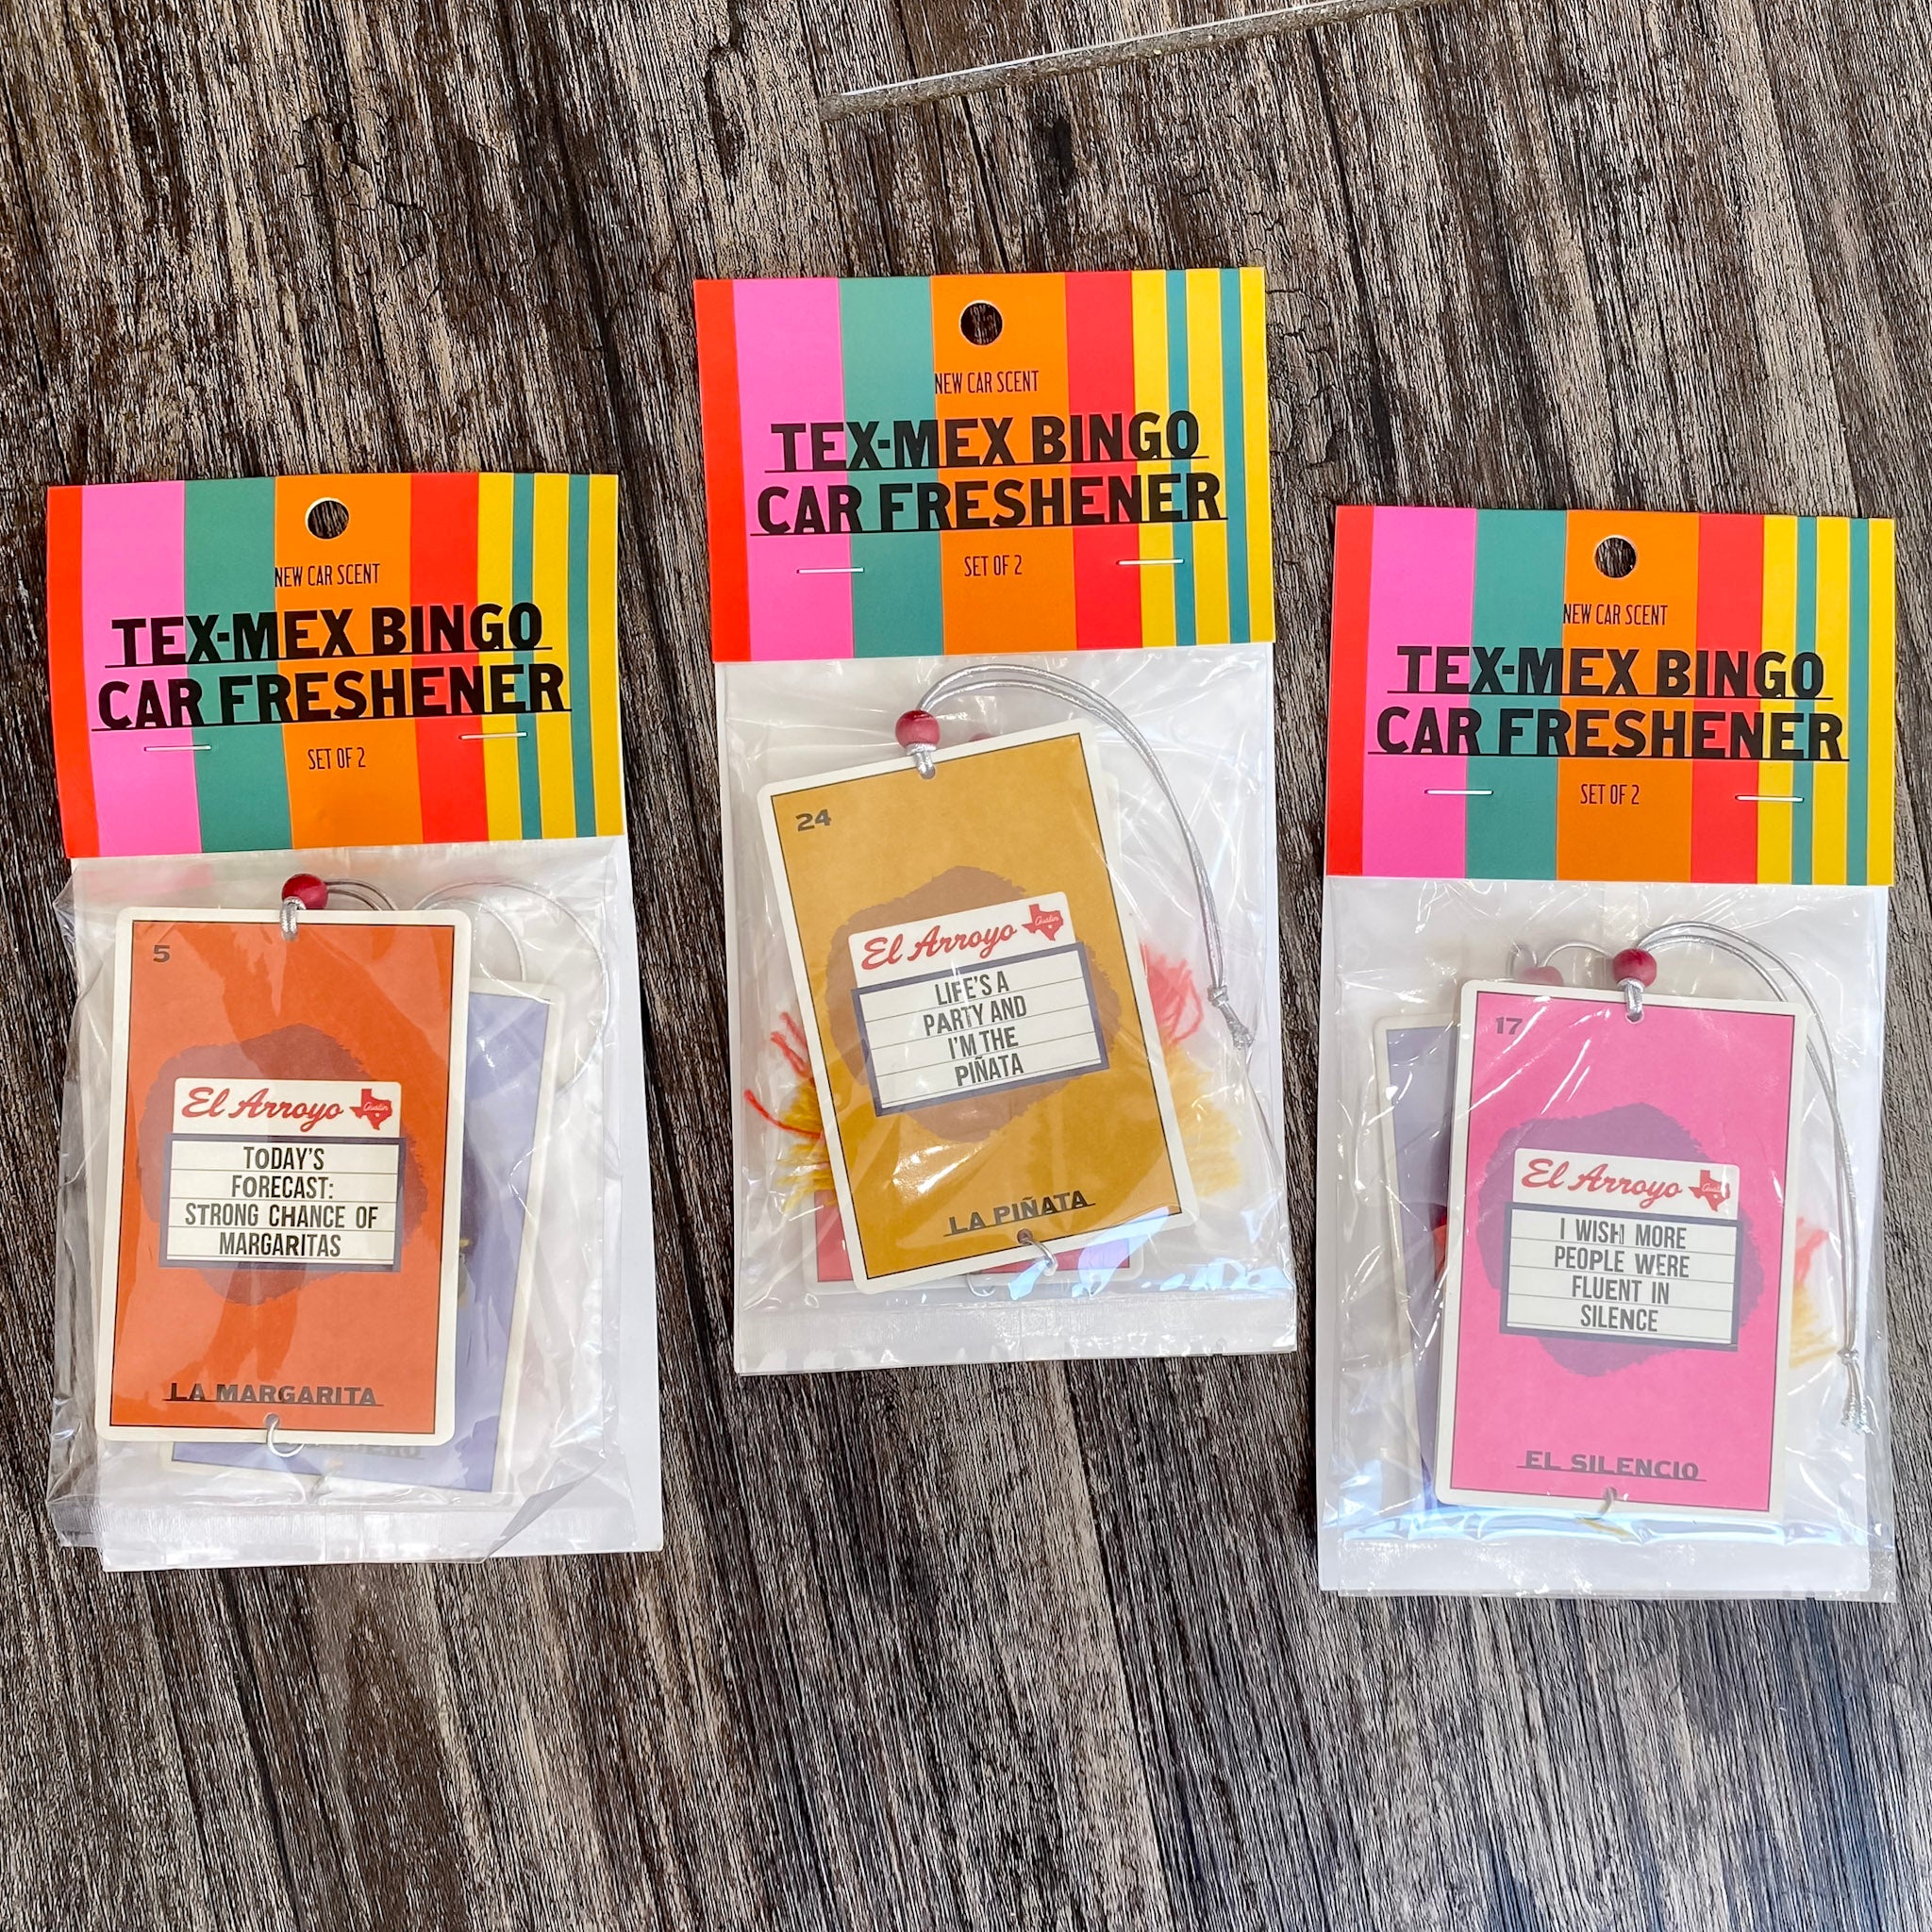 NEW CAR SCENT
TEX-MEX BINGO
CAR FRESHENER
SET OF 2
5
El Arroyo
Austin
TODAY'S
FORECAST:
STRONG CHANCE OF
MARGARITAS
LA MARGARITA
NEW CAR SCENT
TEX-MEX BINGO
CAR FRESHENER
SET OF 2
24
El Arroyo
Austin
LIFE'S A
PARTY AND
I'M THE
PIÑATA
LA PIÑATA
NEW CAR SCENT
TEX-MEX BINGO
CAR FRESHENER
SET OF 2
17
El Arroyo
Austin
I WISH MORE
PEOPLE WERE
FLUENT IN
SILENCE
EL SILENCIO